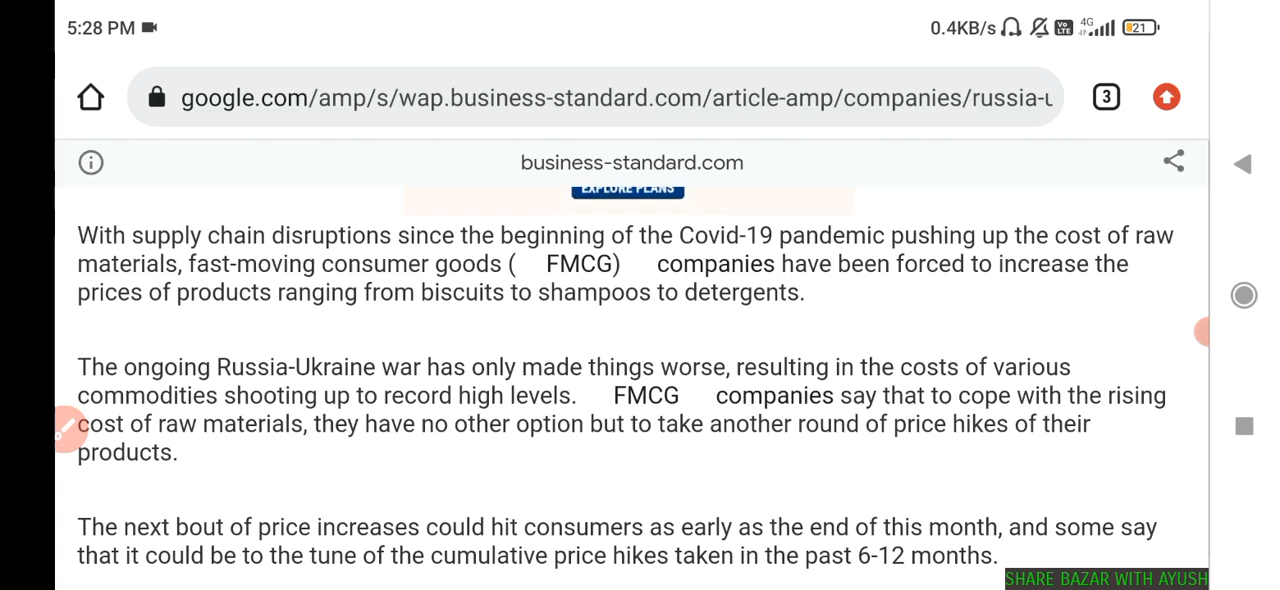 5:28 PM
0.4KB/s Vo LTE 4G 21
google.com/amp/s/wap.business-standard.com/article-amp/companies/russia-u
3
business-standard.com
EXPLORE PLANS
With supply chain disruptions since the beginning of the Covid-19 pandemic pushing up the cost of raw
materials, fast-moving consumer goods ( FMCG) companies have been forced to increase the
prices of products ranging from biscuits to shampoos to detergents.
The ongoing Russia-Ukraine war has only made things worse, resulting in the costs of various
commodities shooting up to record high levels. FMCG companies say that to cope with the rising
cost of raw materials, they have no other option but to take another round of price hikes of their
products.
The next bout of price increases could hit consumers as early as the end of this month, and some say
that it could be to the tune of the cumulative price hikes taken in the past 6-12 months.
SHARE BAZAR WITH AYUSH